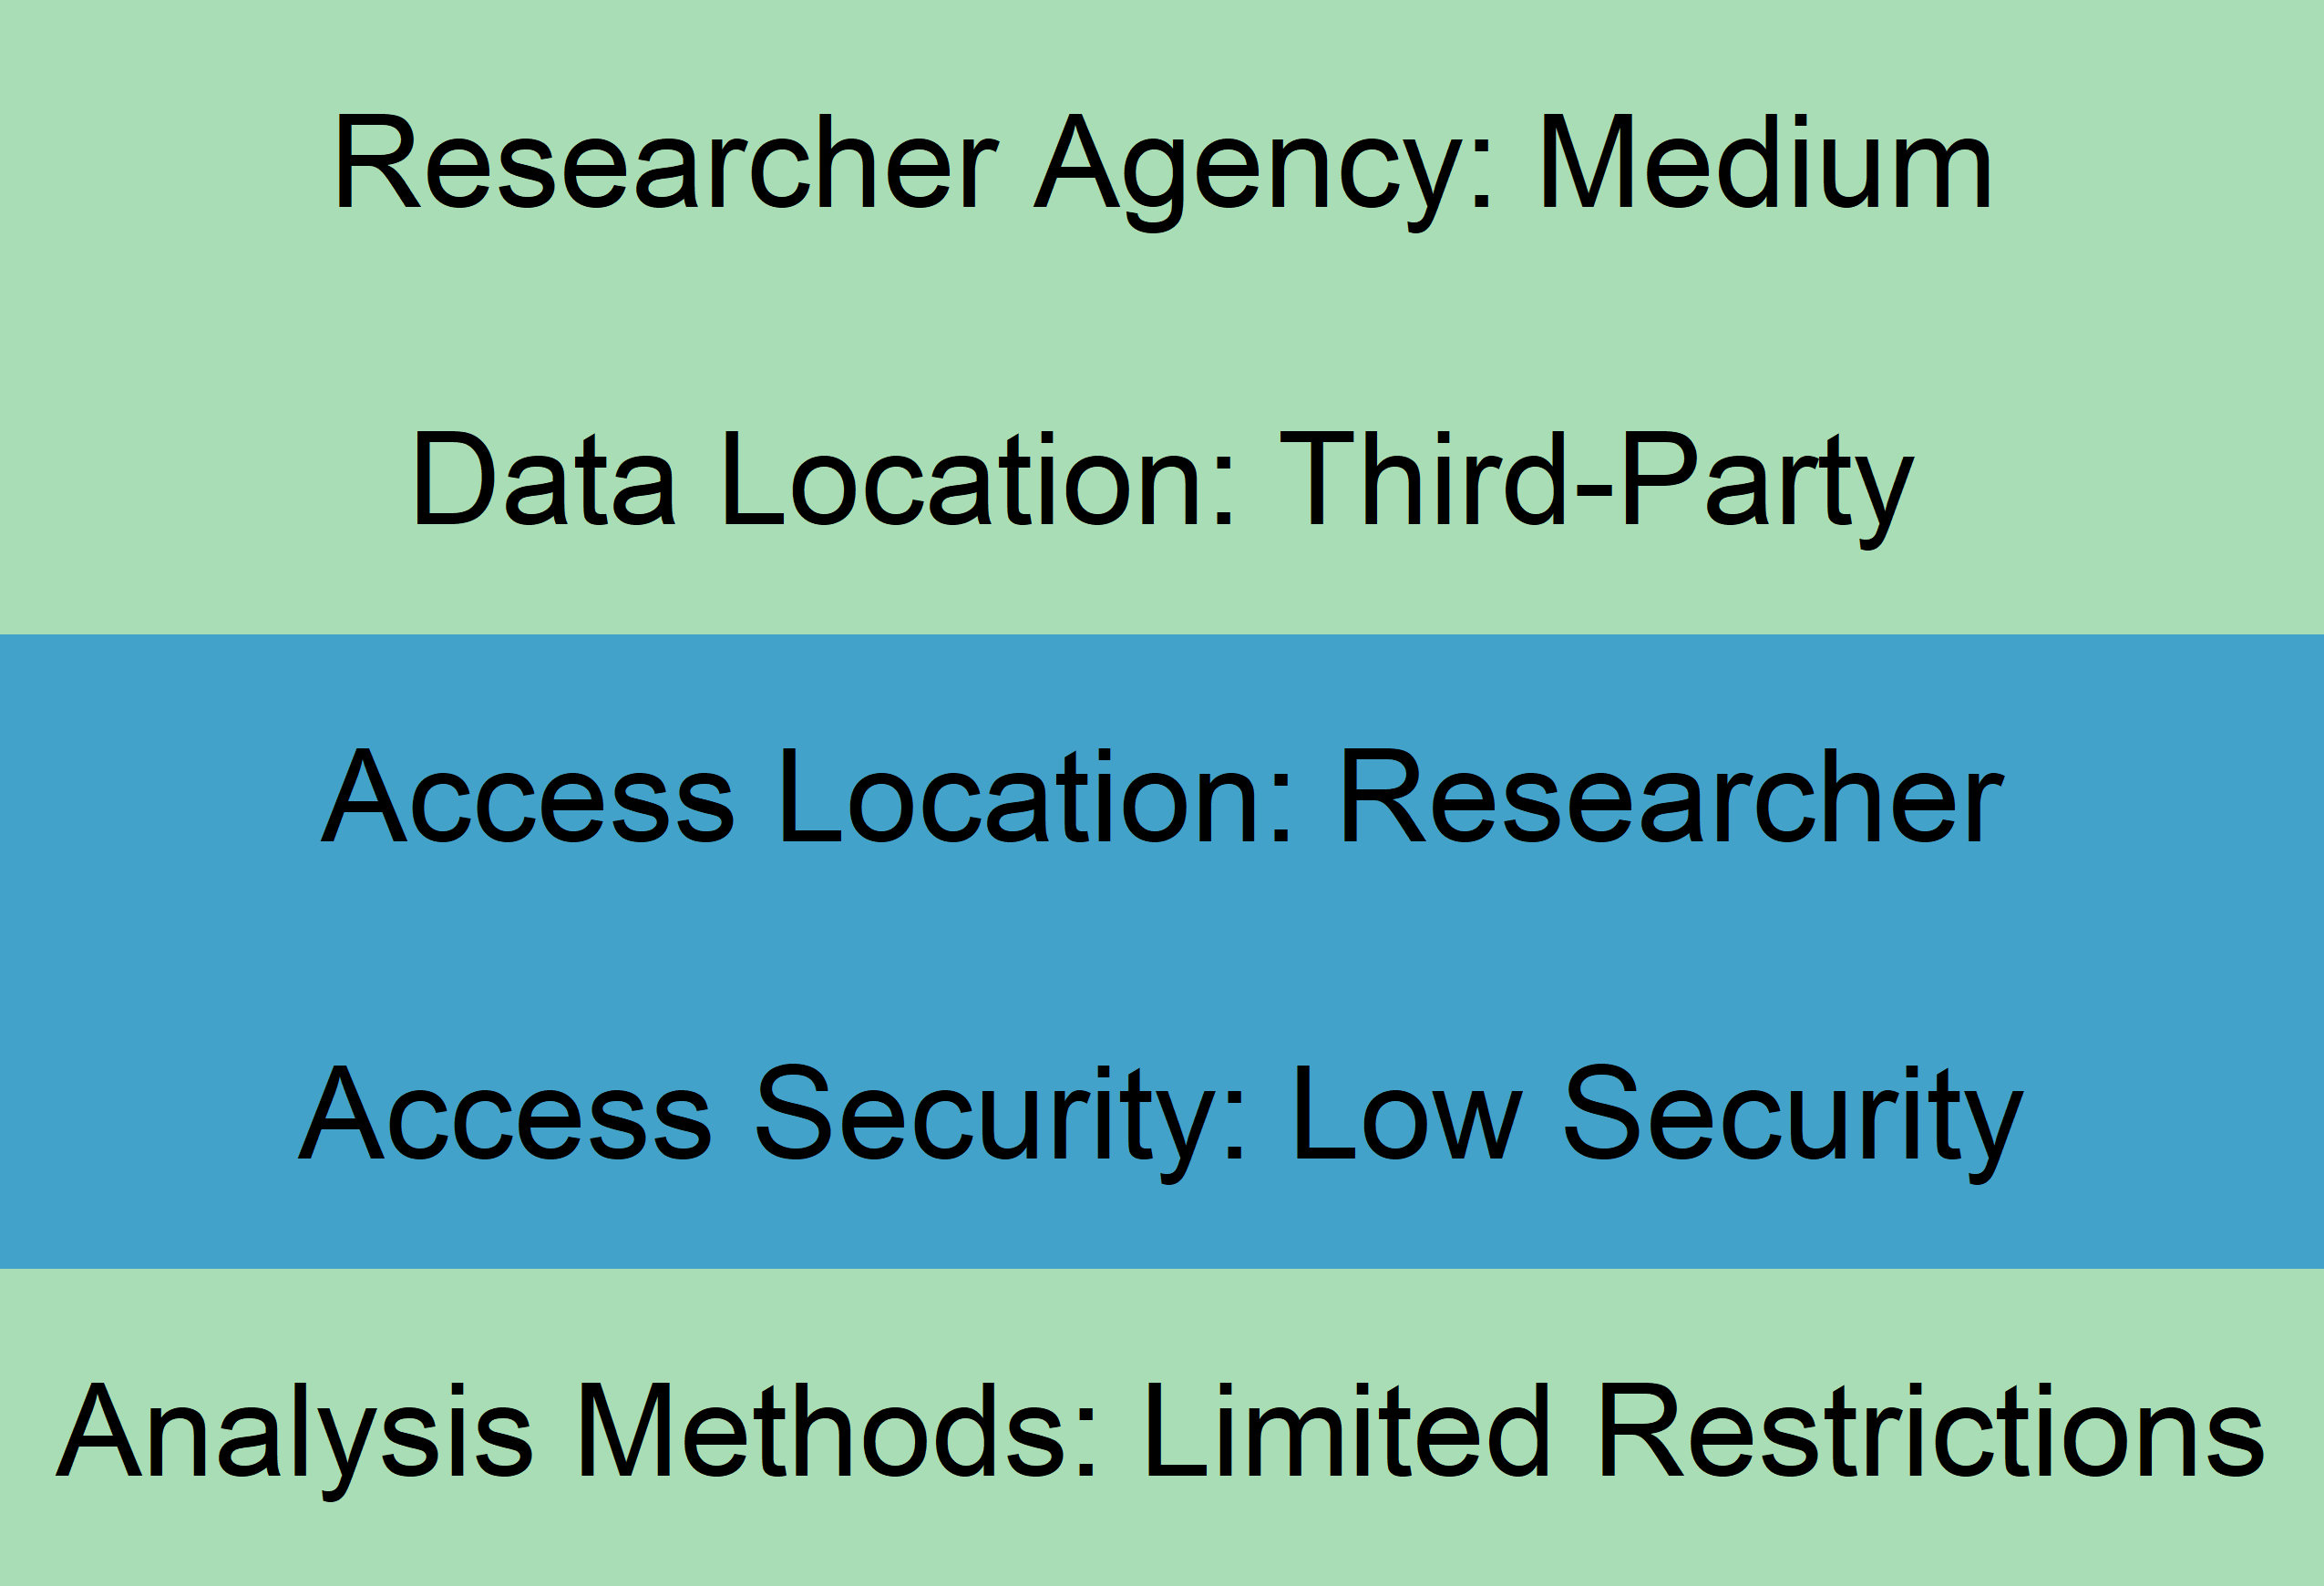 Researcher Agency: Medium
Data Location: Third-Party
Access Location: Researcher
Access Security: Low Security
Analysis Methods: Limited Restrictions